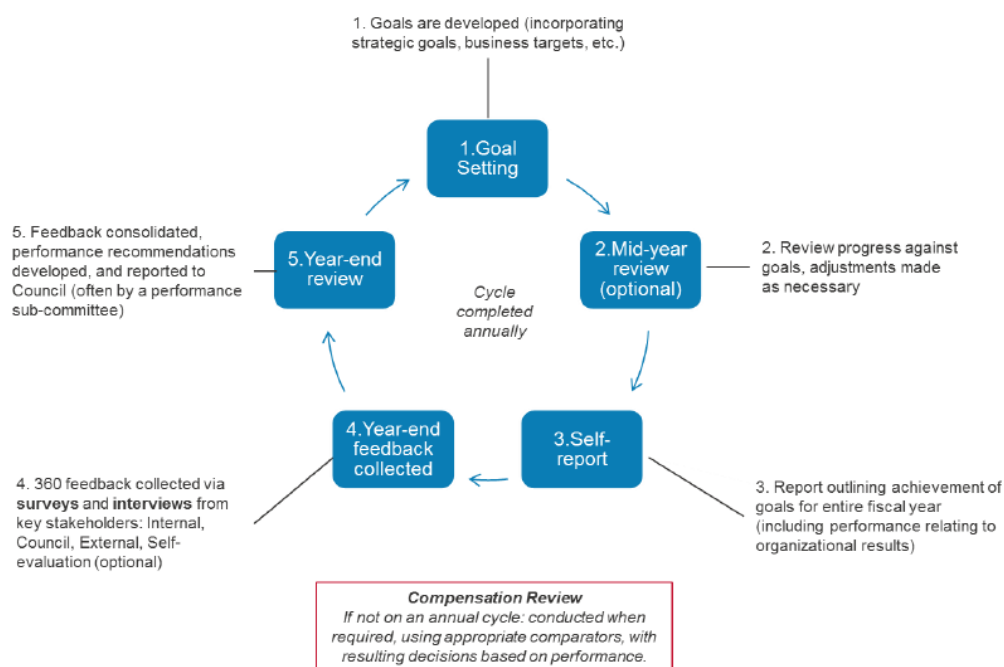 1. Goals are developed (incorporating
strategic goals, business targets, etc.)
1.Goal
Setting
5. Feedback consolidated,
performance recommendations
developed, and reported to
Council (often by a performance
sub-committee)
5.Year-end
review
2.Mid-year
review
(optional)
2. Review progress against
goals, adjustments made
as necessary
Cycle
completed
annually
4.Year-end
feedback
collected
3.Self-
report
4. 360 feedback collected via
surveys and interviews from
key stakeholders: Internal,
Council, External, Self-
evaluation (optional)
3. Report outlining achievement of
goals for entire fiscal year
(including performance relating to
organizational results)
Compensation Review
If not on an annual cycle: conducted when
required, using appropriate comparators, with
resulting decisions based on performance.